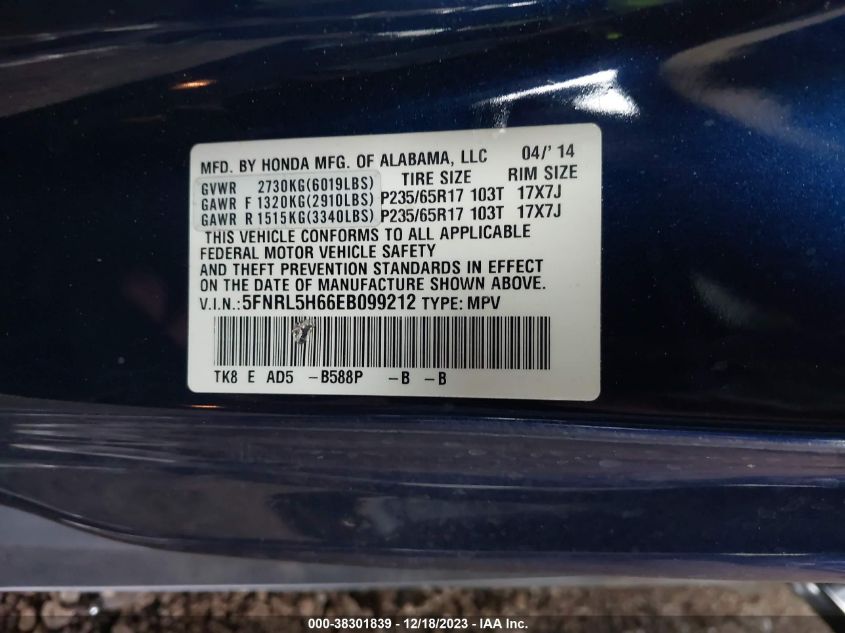 MFD. BY HONDA MFG. OF ALABAMA, LLC 04/'14
TIRE SIZE RIM SIZE
GVWR 2730KG(6019LBS)
GAWR F 1320KG(2910LBS) P235/65R17 103T 17X7J
GAWR R 1515KG(3340LBS) P235/65R17 103T 17X7J
THIS VEHICLE CONFORMS TO ALL APPLICABLE
FEDERAL MOTOR VEHICLE SAFETY
AND THEFT PREVENTION STANDARDS IN EFFECT
ON THE DATE OF MANUFACTURE SHOWN ABOVE.
V.I.N.:5FNRL5H66EB099212 TYPE: MPV
TK8 E AD5 -B588P -B -B
000-38301839 - 12/18/2023 - IAA Inc.